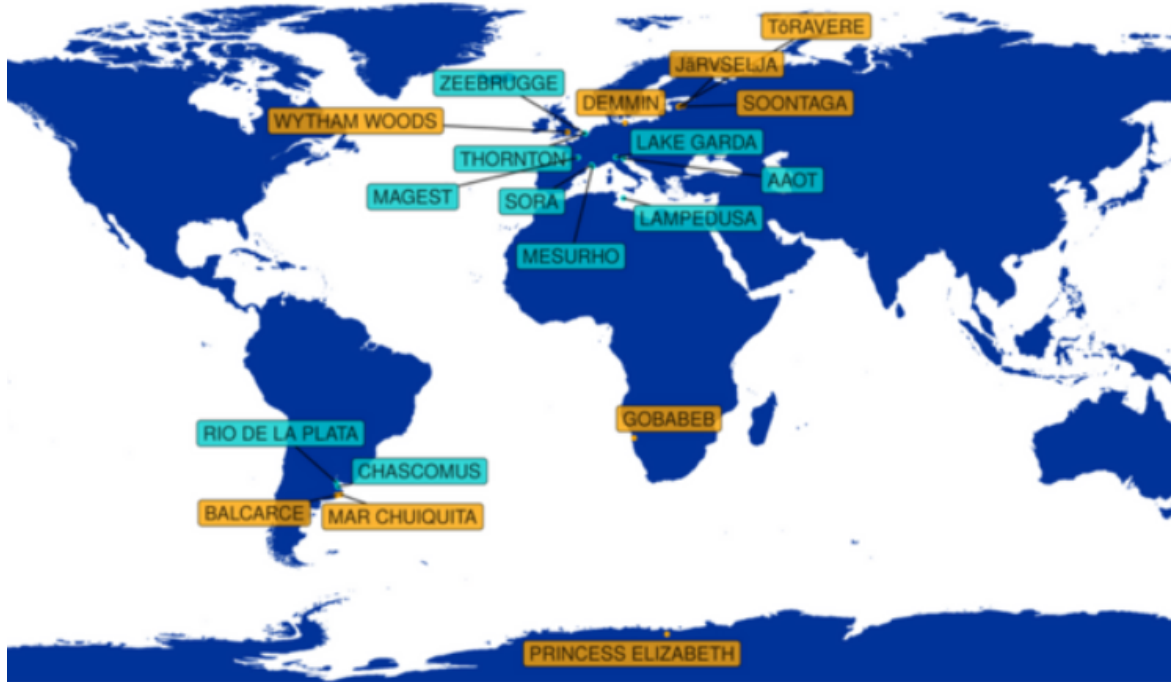 TöRAVERE
JäRVSELJA
ZEEBRUGGE
DEMMIN
SOONTAGA
WYTHAM WOODS
LAKE GARDA
THORNTON
AAOT
MAGEST
SORA
LAMPEDUSA
MESURHO
GOBABEB
RIO DE LA PLATA
CHASCOMUS
BALCARCE
MAR CHUIQUITA
PRINCESS ELIZABETH